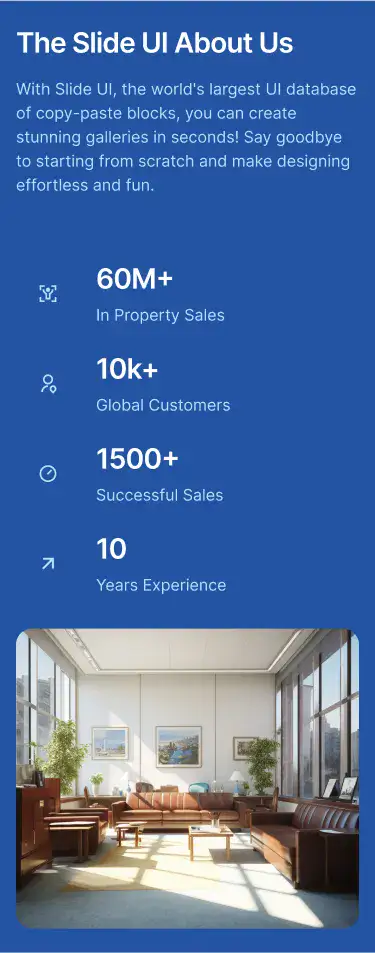 The Slide UI About Us
With Slide UI, the world's largest UI database
of copy-paste blocks, you can create
stunning galleries in seconds! Say goodbye
to starting from scratch and make designing
effortless and fun.
60M+
In Property Sales
10k+
Global Customers
1500+
Successful Sales
10
Years Experience